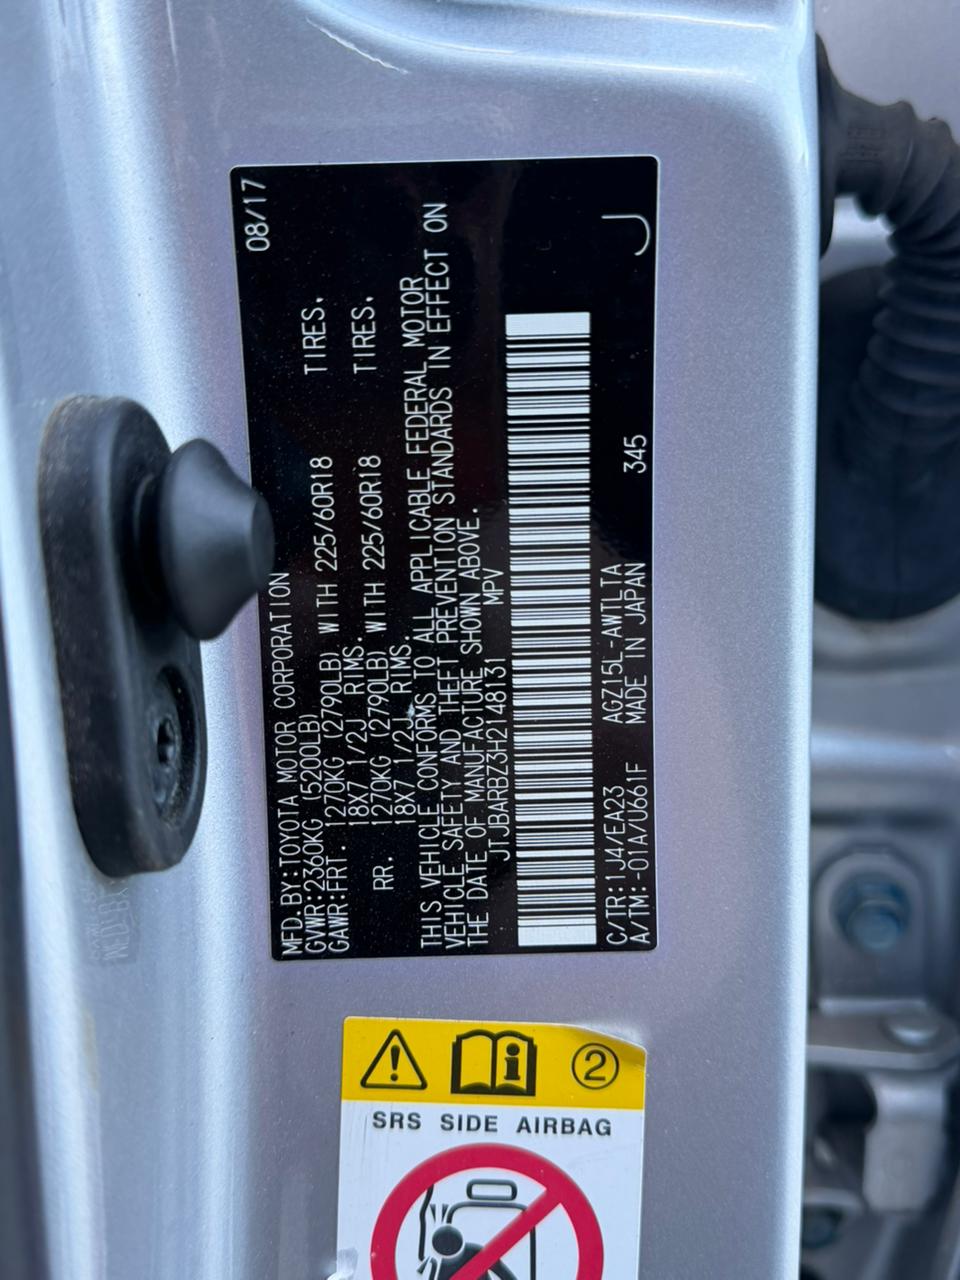 08/17
MFD.BY:TOYOTA MOTOR CORPORATION
GVWR:2360KG (5200LB)
GAWR:FRT. 1270KG (2790LB) WITH 225/60R18 TIRES.
18X7 1/2J RIMS.
RR. 1270KG (2790LB) WITH 225/60R18 TIRES.
18X7 1/2J RIMS.
THIS VEHICLE CONFORMS TO ALL APPLICABLE FEDERAL MOTOR
VEHICLE SAFETY AND THEFT PREVENTION STANDARDS IN EFFECT ON
THE DATE OF MANUFACTURE SHOWN ABOVE.
JTJBARBZ3H2148131 MPV
C/TR:1J4/EA23 AGZ15L-AWTLTA
A/TM:-01A/U661F MADE IN JAPAN 345
J
2
SRS SIDE AIRBAG